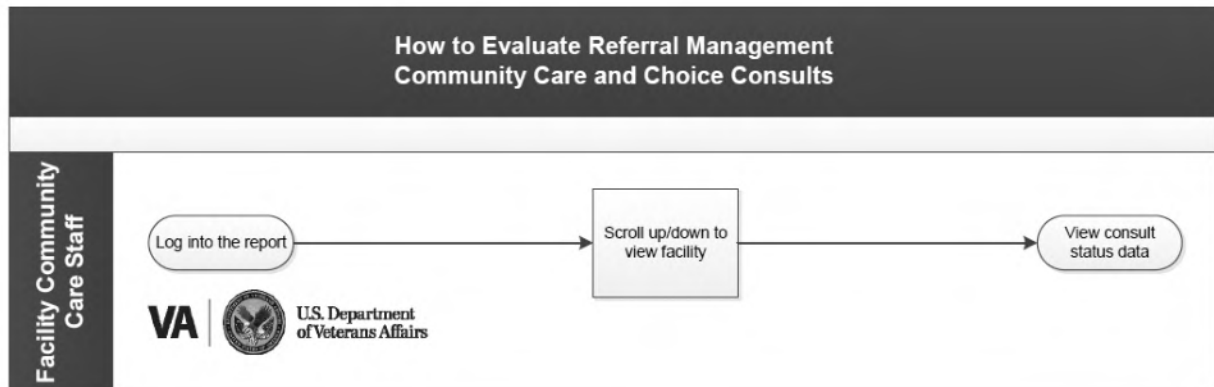 How to Evaluate Referral Management
Community Care and Choice Consults
Facility Community
Care Staff
Log into the report
Scroll up/down to
view facility
View consult
status data
VA
U.S. Department
of Veterans Affairs